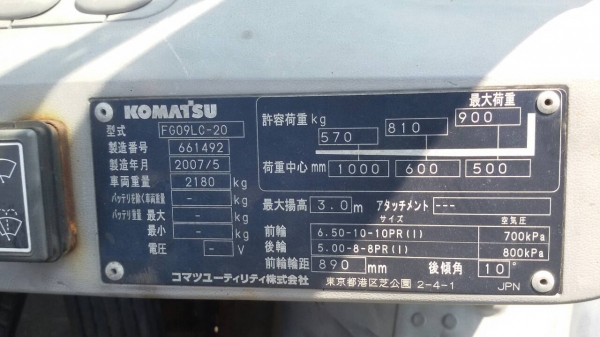 KOMATSU
型式 FG09LC-20
製造番号 661492
製造年月 2007/5
車両重量 2180 kg
バッテリを除く車両重量 - kg
バッテリ重量 最大 - kg
最小 - kg
電圧 - V
コマツユーティリティ株式会社
最大荷重
許容荷重 kg 570 810 900
荷重中心 mm 1000 600 500
最大揚高 3.0 m アタッチメント ---
サイズ 空気圧
前輪 6.50-10-10PR(I) 700kPa
後輪 5.00-8-8PR(I) 800kPa
前輪輪距 890 mm 後傾角 10°
東京都港区芝公園 2-4-1 JPN